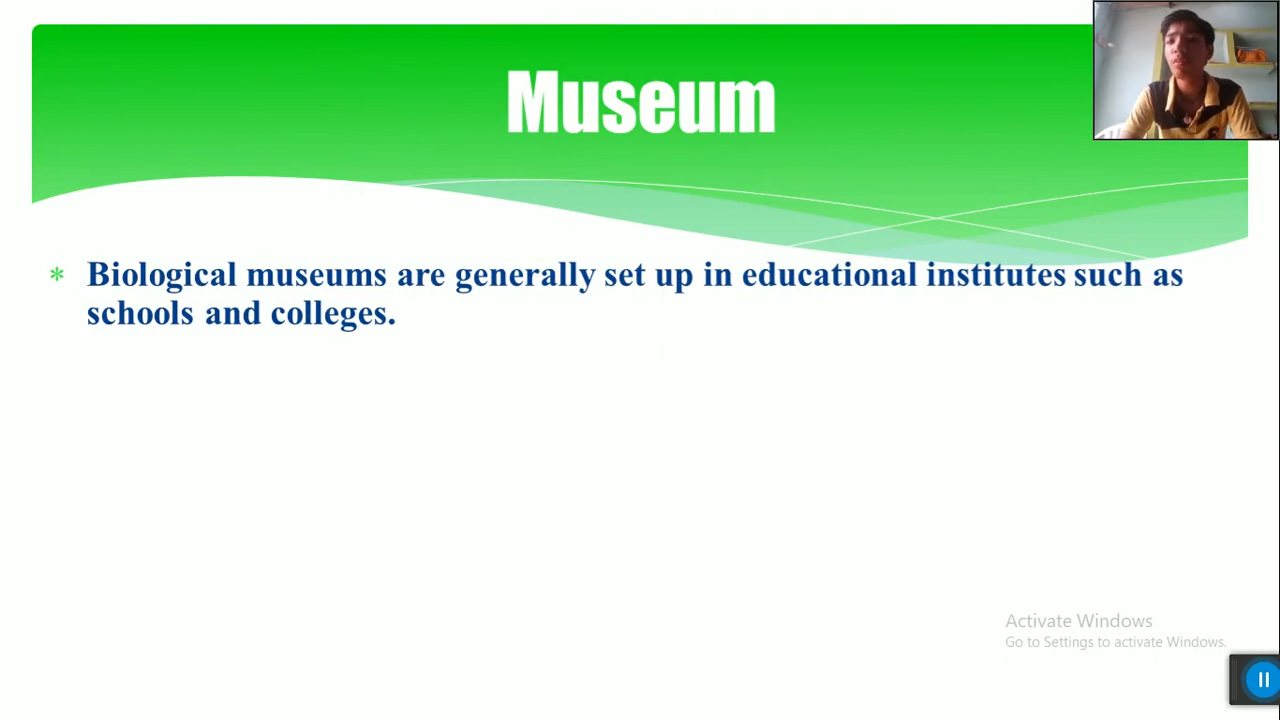 Museum
* Biological museums are generally set up in educational institutes such as
schools and colleges.
Activate Windows
Go to Settings to activate Windows.